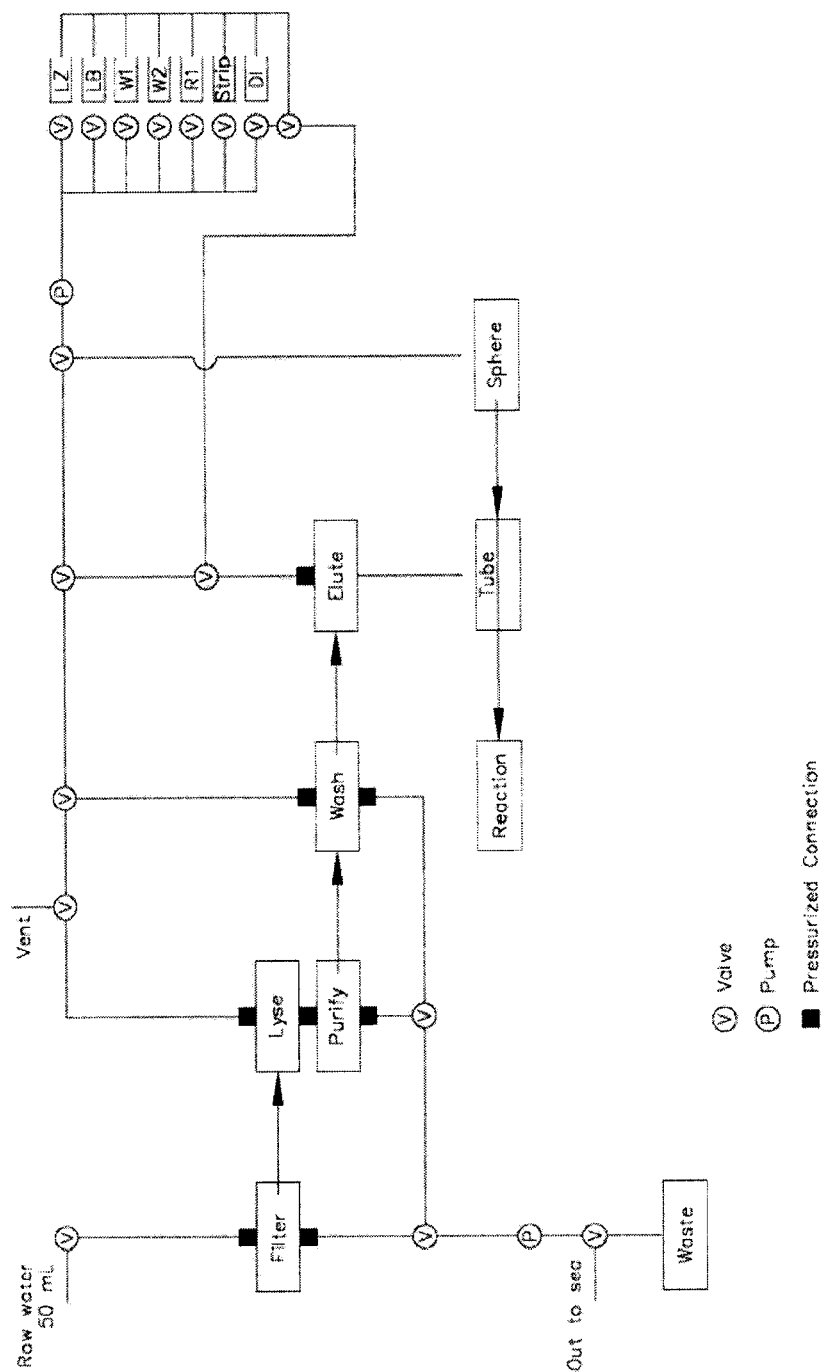 Raw water
50 mL
V
Vent
V
V
V
V
P
V
LZ
V
LB
V
W1
V
W2
V
R1
V
Strip
V
DI
V
V
Filter
Lyse
Purify
Wash
Elute
V
V
P
V
Out to sea
Waste
Reaction
Tube
Sphere
V Valve
P Pump
Pressurized Connection